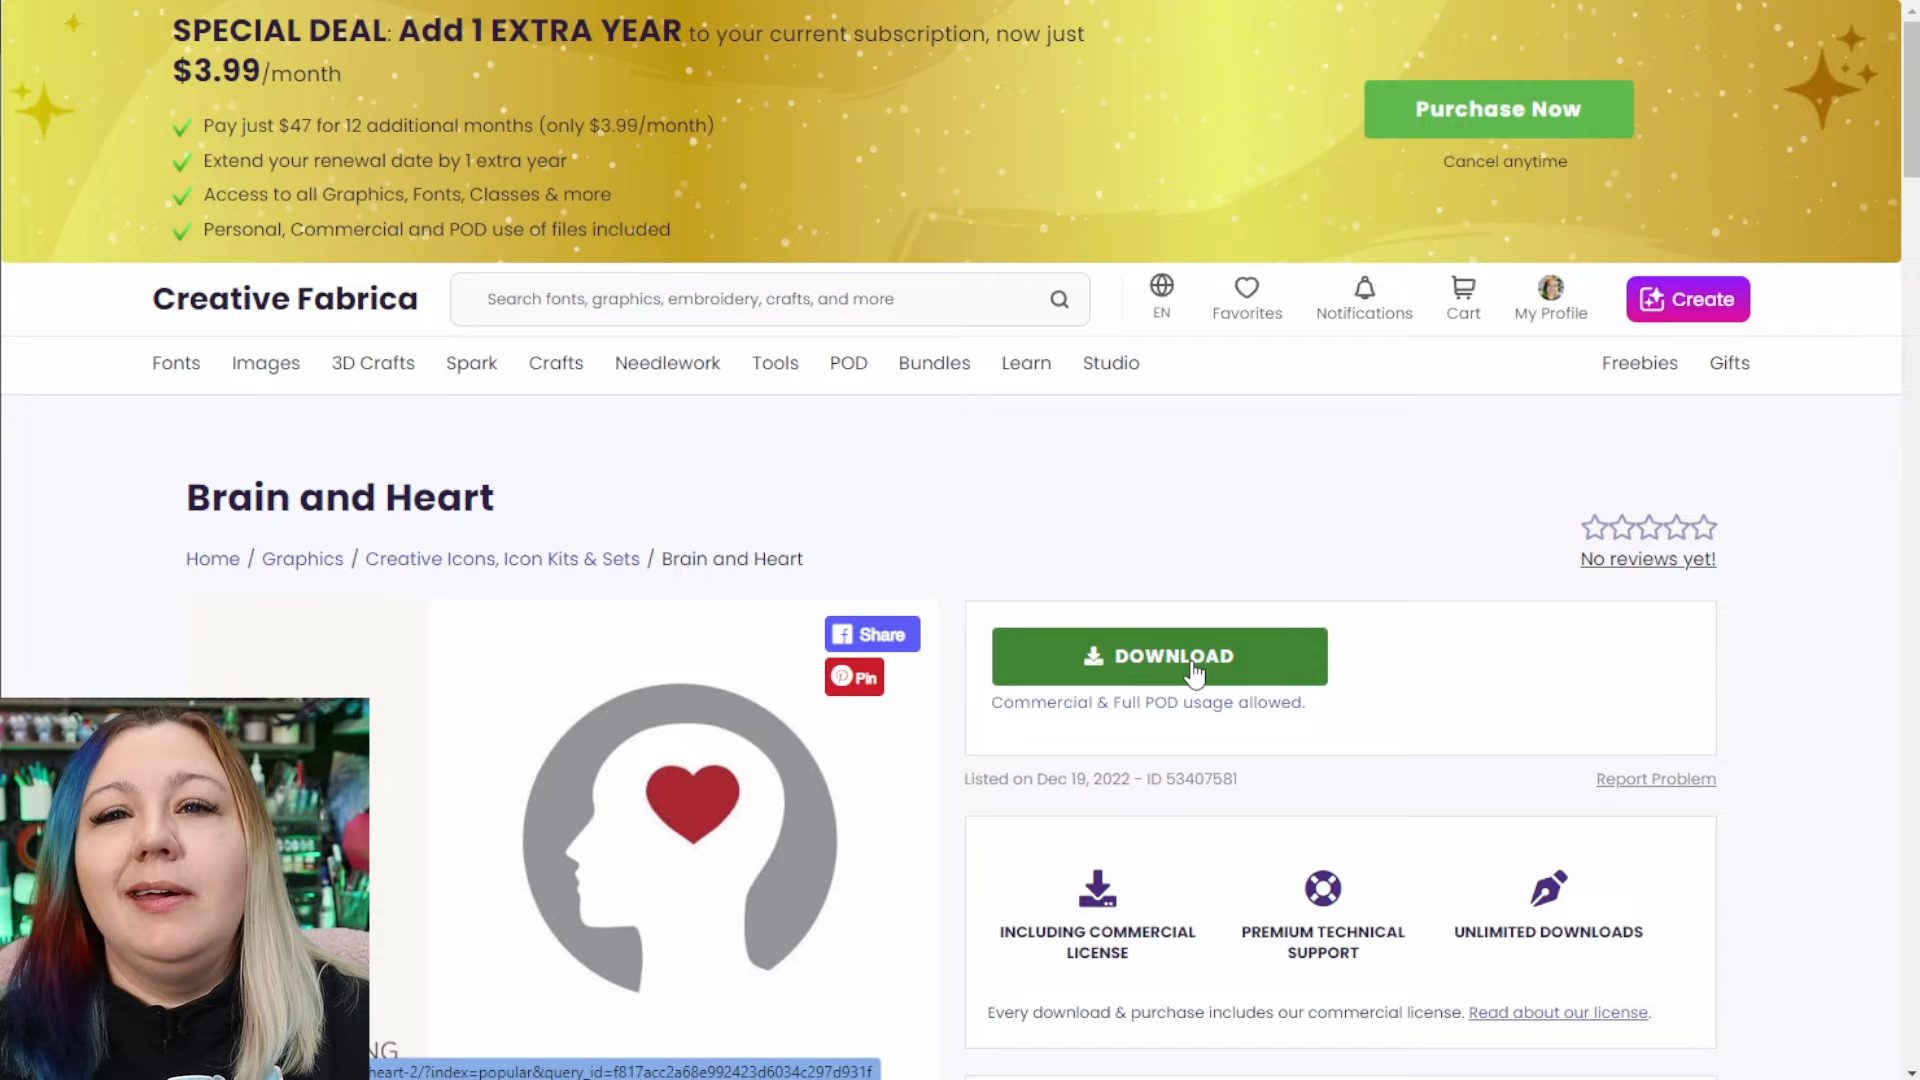 SPECIAL DEAL: Add 1 EXTRA YEAR to your current subscription, now just
$3.99/month
Pay just $47 for 12 additional months (only $3.99/month)
Extend your renewal date by 1 extra year
Access to all Graphics, Fonts, Classes & more
Personal, Commercial and POD use of files included
Purchase Now
Cancel anytime
Creative Fabrica
Search fonts, graphics, embroidery, crafts, and more
EN
Favorites
Notifications
Cart
My Profile
Create
Fonts Images 3D Crafts Spark Crafts Needlework Tools POD Bundles Learn Studio Freebies Gifts
Brain and Heart
No reviews yet!
Home / Graphics / Creative Icons, Icon Kits & Sets / Brain and Heart
Share
Pin
DOWNLOAD
Commercial & Full POD usage allowed.
Listed on Dec 19, 2022 - ID 53407581
Report Problem
INCLUDING COMMERCIAL
LICENSE
PREMIUM TECHNICAL
SUPPORT
UNLIMITED DOWNLOADS
Every download & purchase includes our commercial license. Read about our license.
heart-2/?index=popular&query_id=f817acc2a68e992423d6034c297d931f